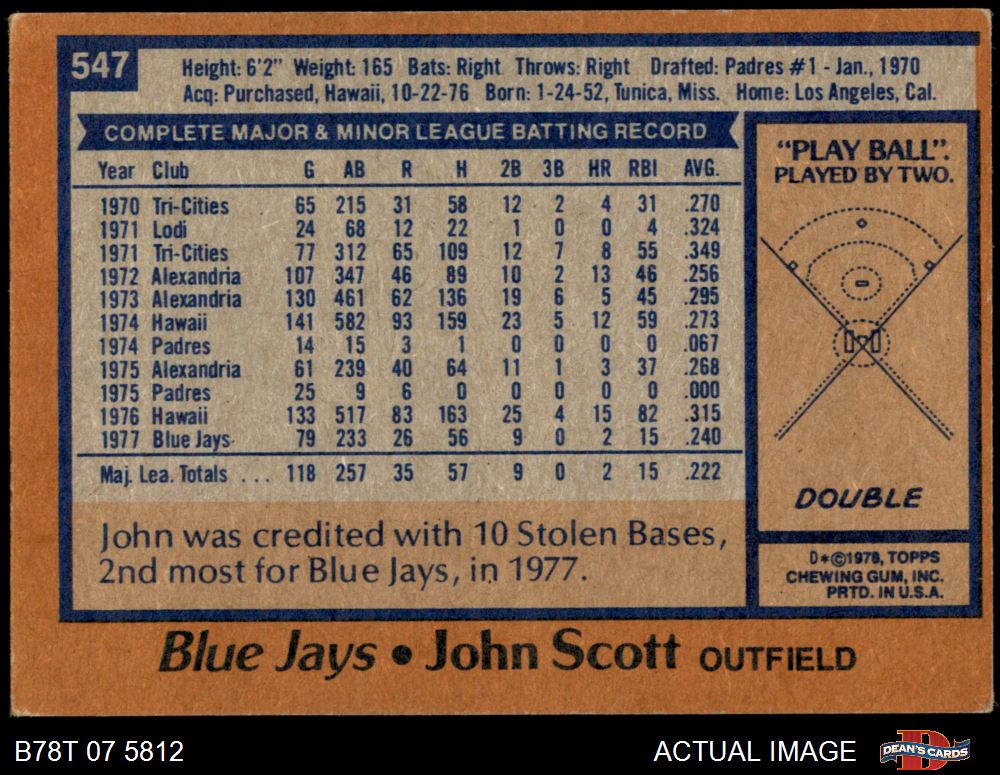 547
Height: 6'2" Weight: 165 Bats: Right Throws: Right Drafted: Padres #1 - Jan., 1970
Acq: Purchased, Hawaii, 10-22-76 Born: 1-24-52, Tunica, Miss. Home: Los Angeles, Cal.
COMPLETE MAJOR & MINOR LEAGUE BATTING RECORD
Year Club G AB R H 2B 3B HR RBI AVG.
1970 Tri-Cities 65 215 31 58 12 2 4 31 .270
1971 Lodi 24 68 12 22 1 0 0 4 .324
1971 Tri-Cities 77 312 65 109 12 7 8 55 .349
1972 Alexandria 107 347 46 89 10 2 13 46 .256
1973 Alexandria 130 461 62 136 19 6 5 45 .295
1974 Hawaii 141 582 93 159 23 5 12 59 .273
1974 Padres 14 15 3 1 0 0 0 0 .067
1975 Alexandria 61 239 40 64 11 1 3 37 .268
1975 Padres 25 9 6 0 0 0 0 0 .000
1976 Hawaii 133 517 83 163 25 4 15 82 .315
1977 Blue Jays 79 233 26 56 9 0 2 15 .240
Maj. Lea. Totals ... 118 257 35 57 9 0 2 15 .222
John was credited with 10 Stolen Bases,
2nd most for Blue Jays, in 1977.
"PLAY BALL".
PLAYED BY TWO.
DOUBLE
D*©1978, TOPPS
CHEWING GUM, INC.
PRTD. IN U.S.A.
Blue Jays • John Scott OUTFIELD
B78T 07 5812
ACTUAL IMAGE
D
DEAN'S CARDS